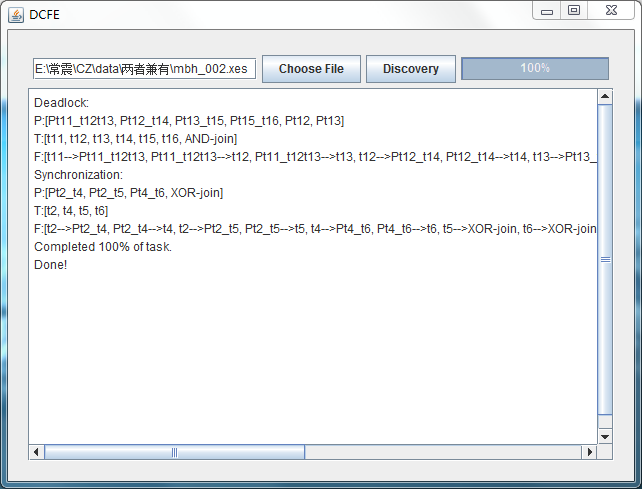 DCFE
E:\常震\CZ\data\两者兼有\mbh_002.xes Choose File Discovery 100%
Deadlock:
P:[Pt11_t12t13, Pt12_t14, Pt13_t15, Pt15_t16, Pt12, Pt13]
T:[t11, t12, t13, t14, t15, t16, AND-join]
F:[t11-->Pt11_t12t13, Pt11_t12t13-->t12, Pt11_t12t13-->t13, t12-->Pt12_t14, Pt12_t14-->t14, t13-->Pt13_
Synchronization:
P:[Pt2_t4, Pt2_t5, Pt4_t6, XOR-join]
T:[t2, t4, t5, t6]
F:[t2-->Pt2_t4, Pt2_t4-->t4, t2-->Pt2_t5, Pt2_t5-->t5, t4-->Pt4_t6, Pt4_t6-->t6, t5-->XOR-join, t6-->XOR-join
Completed 100% of task.
Done!